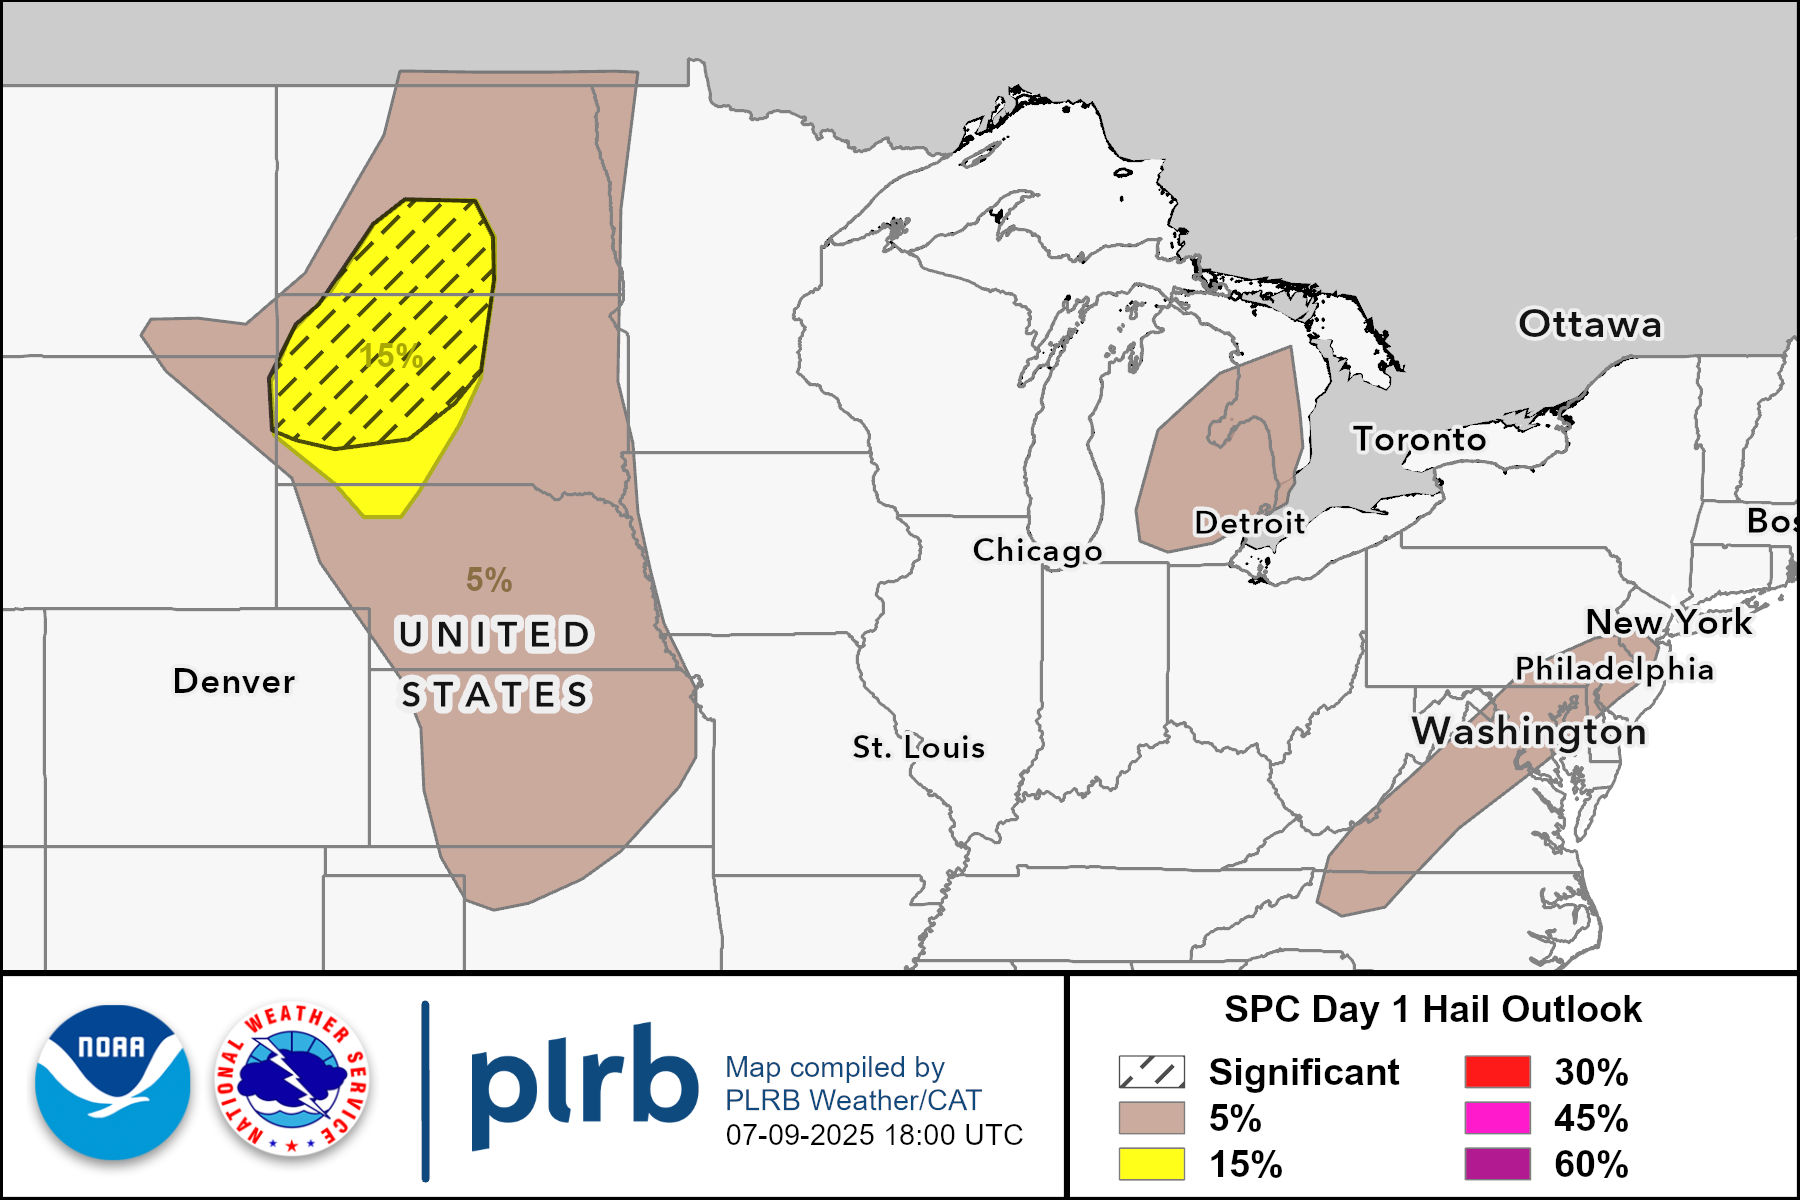 Ottawa
15%
Toronto
Detroit
Bos
Chicago
5%
New York
UNITED
Philadelphia
Denver
STATES
Washington
St. Louis
NOAA
NATIONAL WEATHER SERVICE
plrb
Map compiled by
PLRB Weather/CAT
07-09-2025 18:00 UTC
SPC Day 1 Hail Outlook
Significant
5%
15%
30%
45%
60%